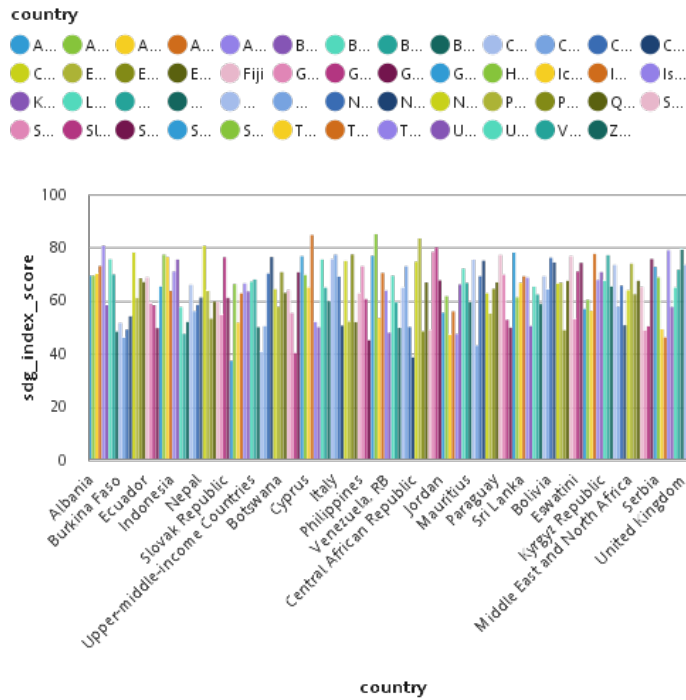 country
A... A... A... A... A... B... B... B... B... C... C... C... C...
C... E... E... E... Fiji G... G... G... G... H... Ic... I... Is...
K... L... ... ... ... ... N... N... N... P... P... Q... S...
S... Sl... S... S... S... T... T... T... U... U... V... Z...
100
80
60
40
20
0
sdg_index_score
Albania
Burkina Faso
Ecuador
Indonesia
Nepal
Slovak Republic
Upper-middle-income Countries
Botswana
Cyprus
Italy
Philippines
Venezuela, RB
Central African Republic
Jordan
Mauritius
Paraguay
Sri Lanka
Bolivia
Eswatini
Kyrgyz Republic
Middle East and North Africa
Serbia
United Kingdom
country